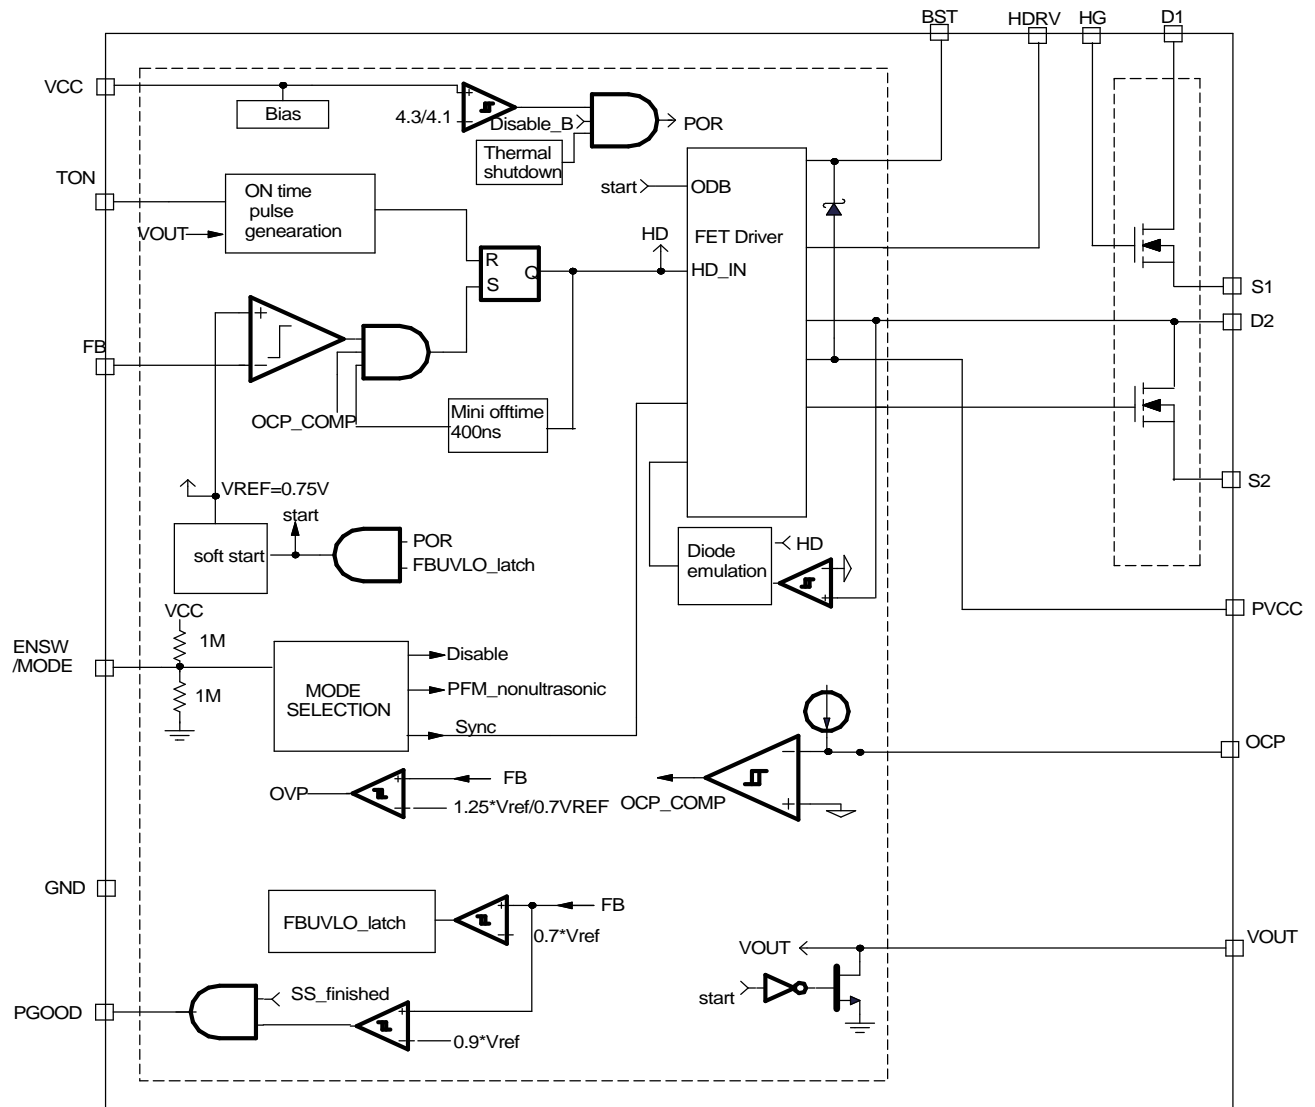 BST
HDRV
HG
D1
VCC
Bias
4.3/4.1
+
Disable_B
POR
Thermal
shutdown
TON
ON time
pulse
genearation
VOUT
start
ODB
FET Driver
HD
HD_IN
R
S
Q
S1
D2
FB
+
−
OCP_COMP
Mini offtime
400ns
VREF=0.75V
start
soft start
POR
FBUVLO_latch
S2
Diode
emulation
HD
−
+
PVCC
VCC
1M
1M
ENSW
/MODE
MODE
SELECTION
Disable
PFM_nonultrasonic
Sync
OCP
−
+
OCP_COMP
OVP
+
FB
1.25*Vref/0.7VREF
GND
FBUVLO_latch
+
FB
0.7*Vref
VOUT
VOUT
start
PGOOD
SS_finished
+
0.9*Vref